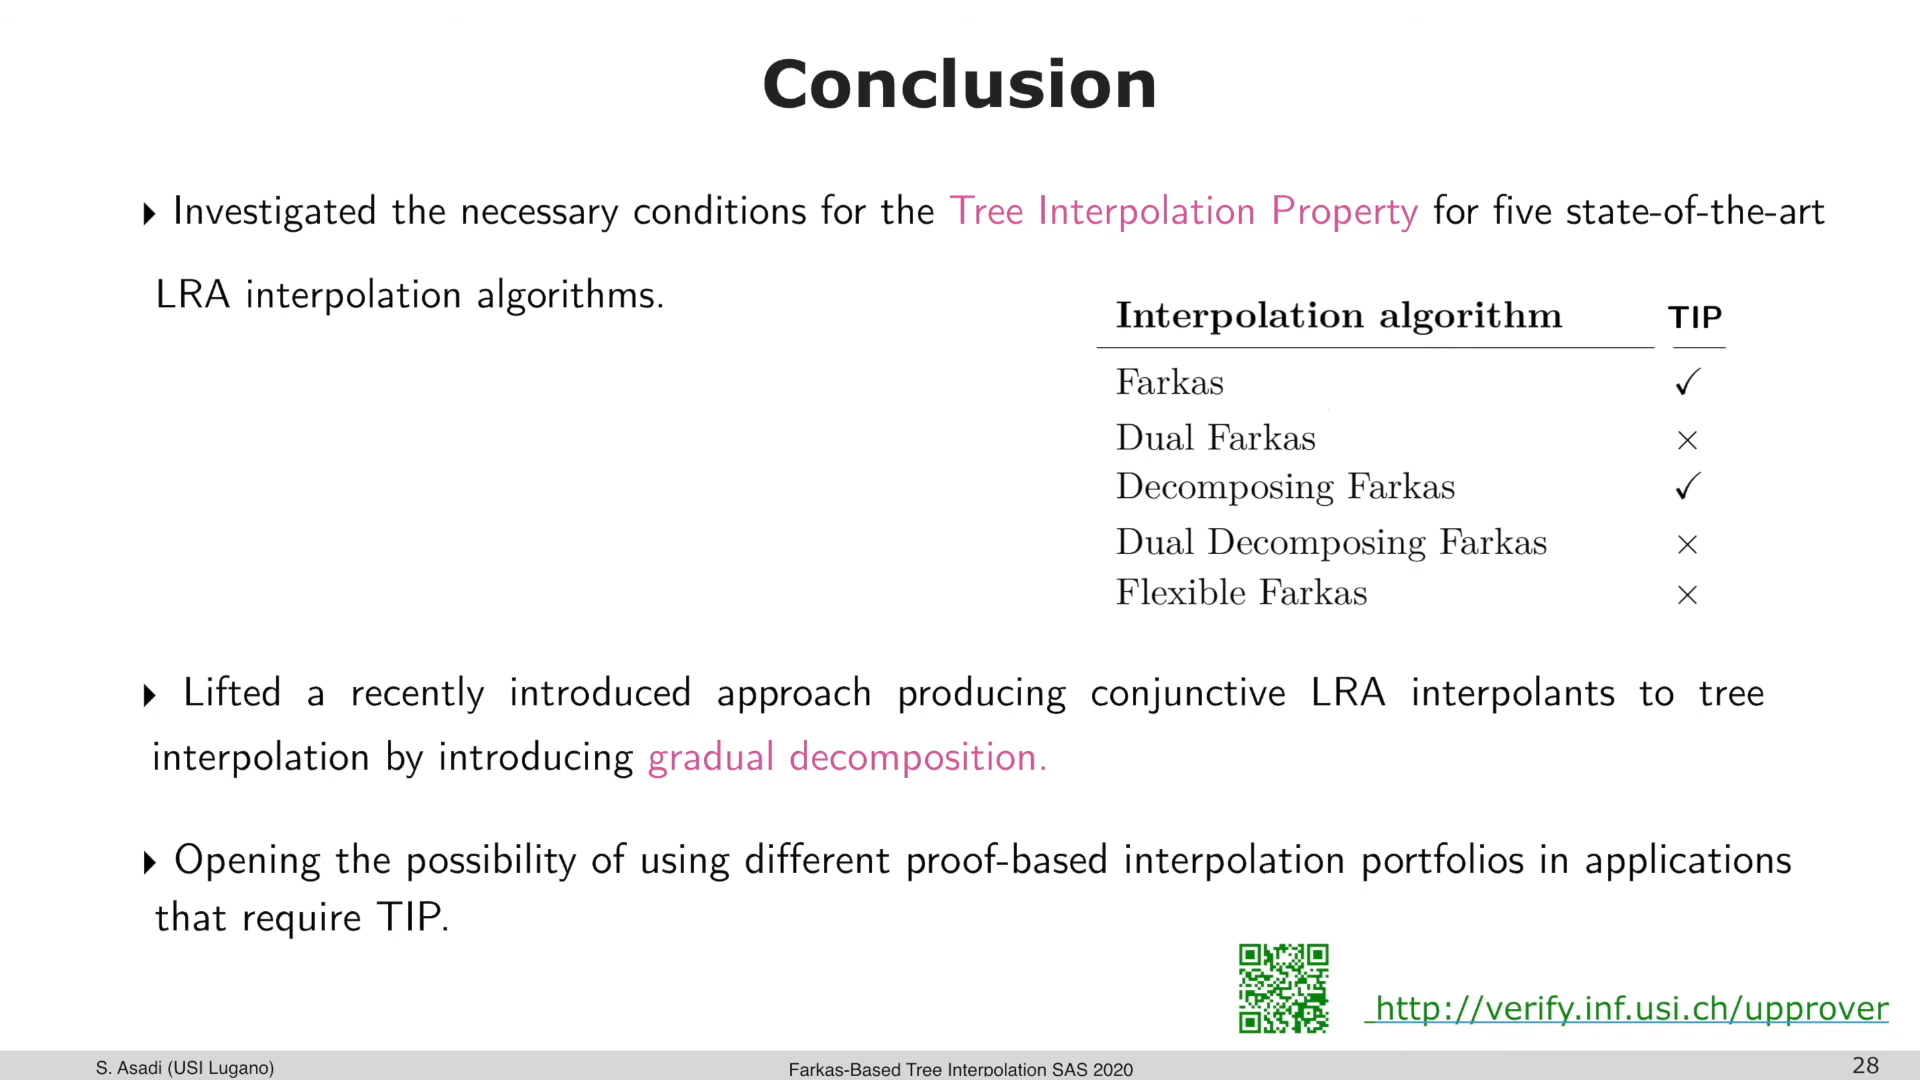 Conclusion
▸ Investigated the necessary conditions for the Tree Interpolation Property for five state-of-the-art
LRA interpolation algorithms.
Interpolation algorithm TIP
Farkas ✓
Dual Farkas ×
Decomposing Farkas ✓
Dual Decomposing Farkas ×
Flexible Farkas ×
▸ Lifted a recently introduced approach producing conjunctive LRA interpolants to tree
interpolation by introducing gradual decomposition.
▸ Opening the possibility of using different proof-based interpolation portfolios in applications
that require TIP.
http://verify.inf.usi.ch/upprover
S. Asadi (USI Lugano)
Farkas-Based Tree Interpolation SAS 2020
28